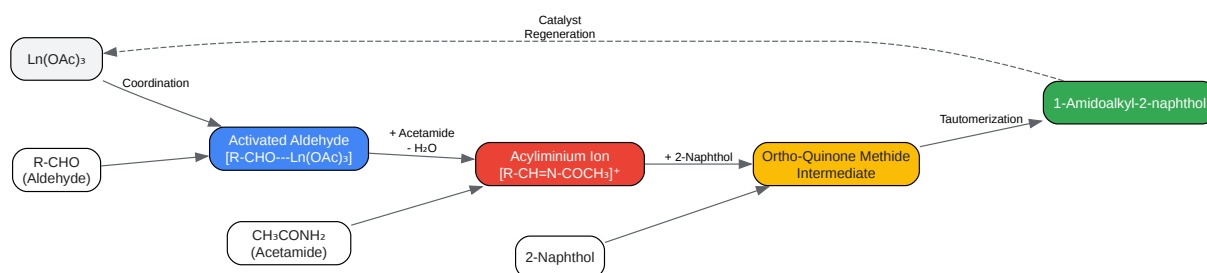 Catalyst
Regeneration
Ln(OAc)₃
Coordination
R-CHO
(Aldehyde)
Activated Aldehyde
[R-CHO---Ln(OAc)₃]
+ Acetamide
- H₂O
CH₃CONH₂
(Acetamide)
Acyliminium Ion
[R-CH=N-COCH₃]⁺
+ 2-Naphthol
2-Naphthol
Ortho-Quinone Methide
Intermediate
Tautomerization
1-Amidoalkyl-2-naphthol